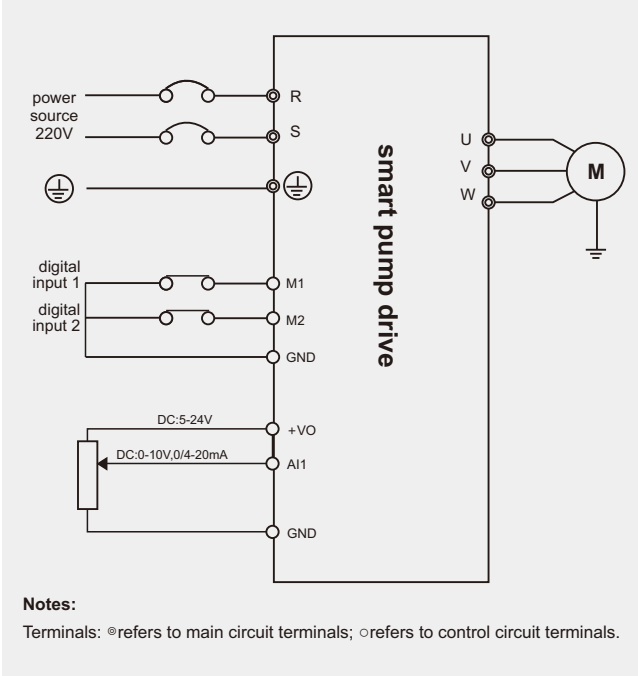 power
source
220V
R
S
U
V
W
M
smart pump drive
digital
input 1
digital
input 2
M1
M2
GND
DC:5-24V
+VO
DC:0-10V,0/4-20mA
AI1
GND
Notes:
Terminals: ⌾refers to main circuit terminals; ○refers to control circuit terminals.